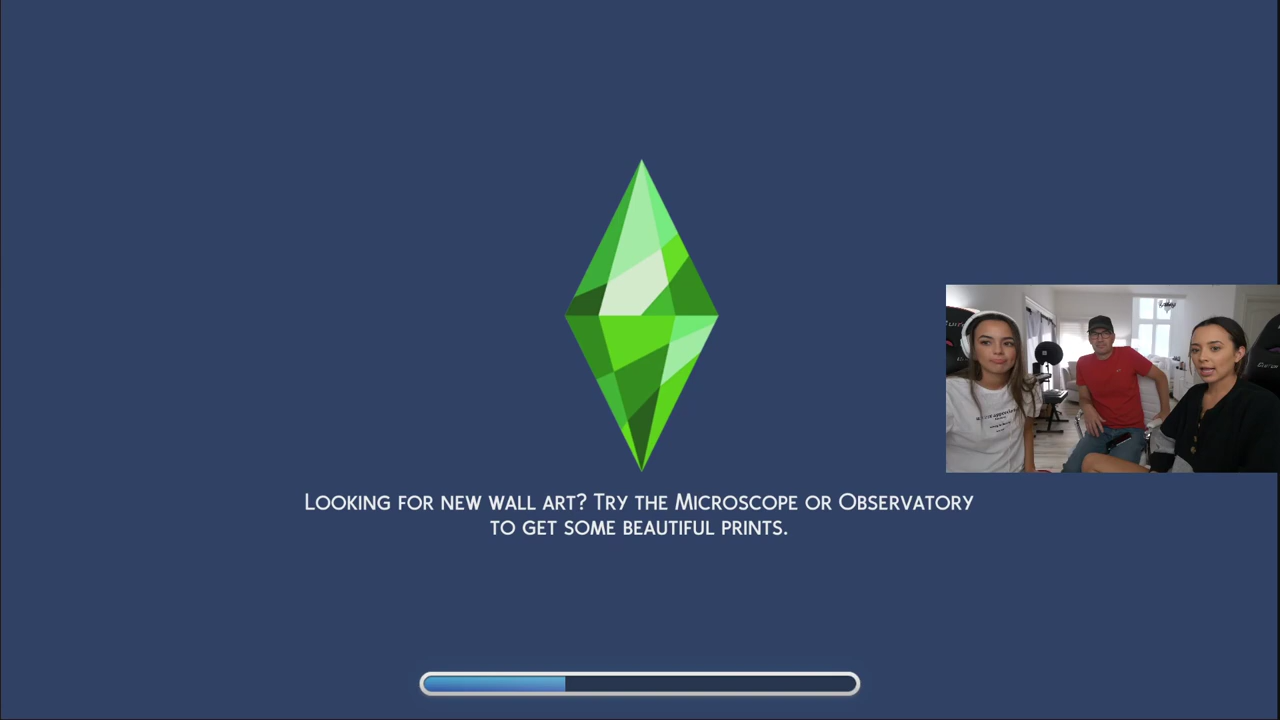 Looking for new wall art? Try the Microscope or Observatory
to get some beautiful prints.